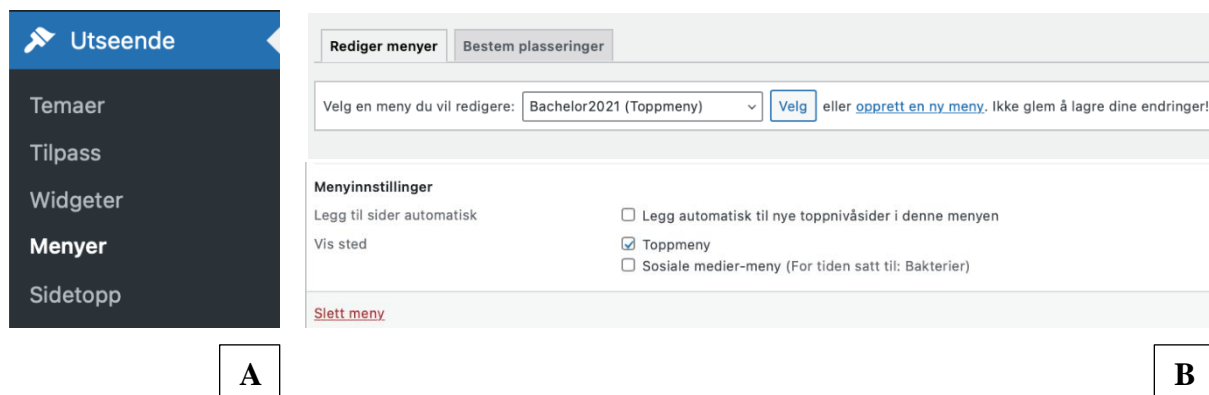 Utseende
Temaer
Tilpass
Widgeter
Menyer
Sidetopp
A
Rediger menyer Bestem plasseringer
Velg en meny du vil redigere: Bachelor2021 (Toppmeny) Velg eller opprett en ny meny. Ikke glem å lagre dine endringer!
Menyinnstillinger
Legg til sider automatisk Legg automatisk til nye toppnivåsider i denne menyen
Vis sted Toppmeny
Sosiale medier-meny (For tiden satt til: Bakterier)
Slett meny
B